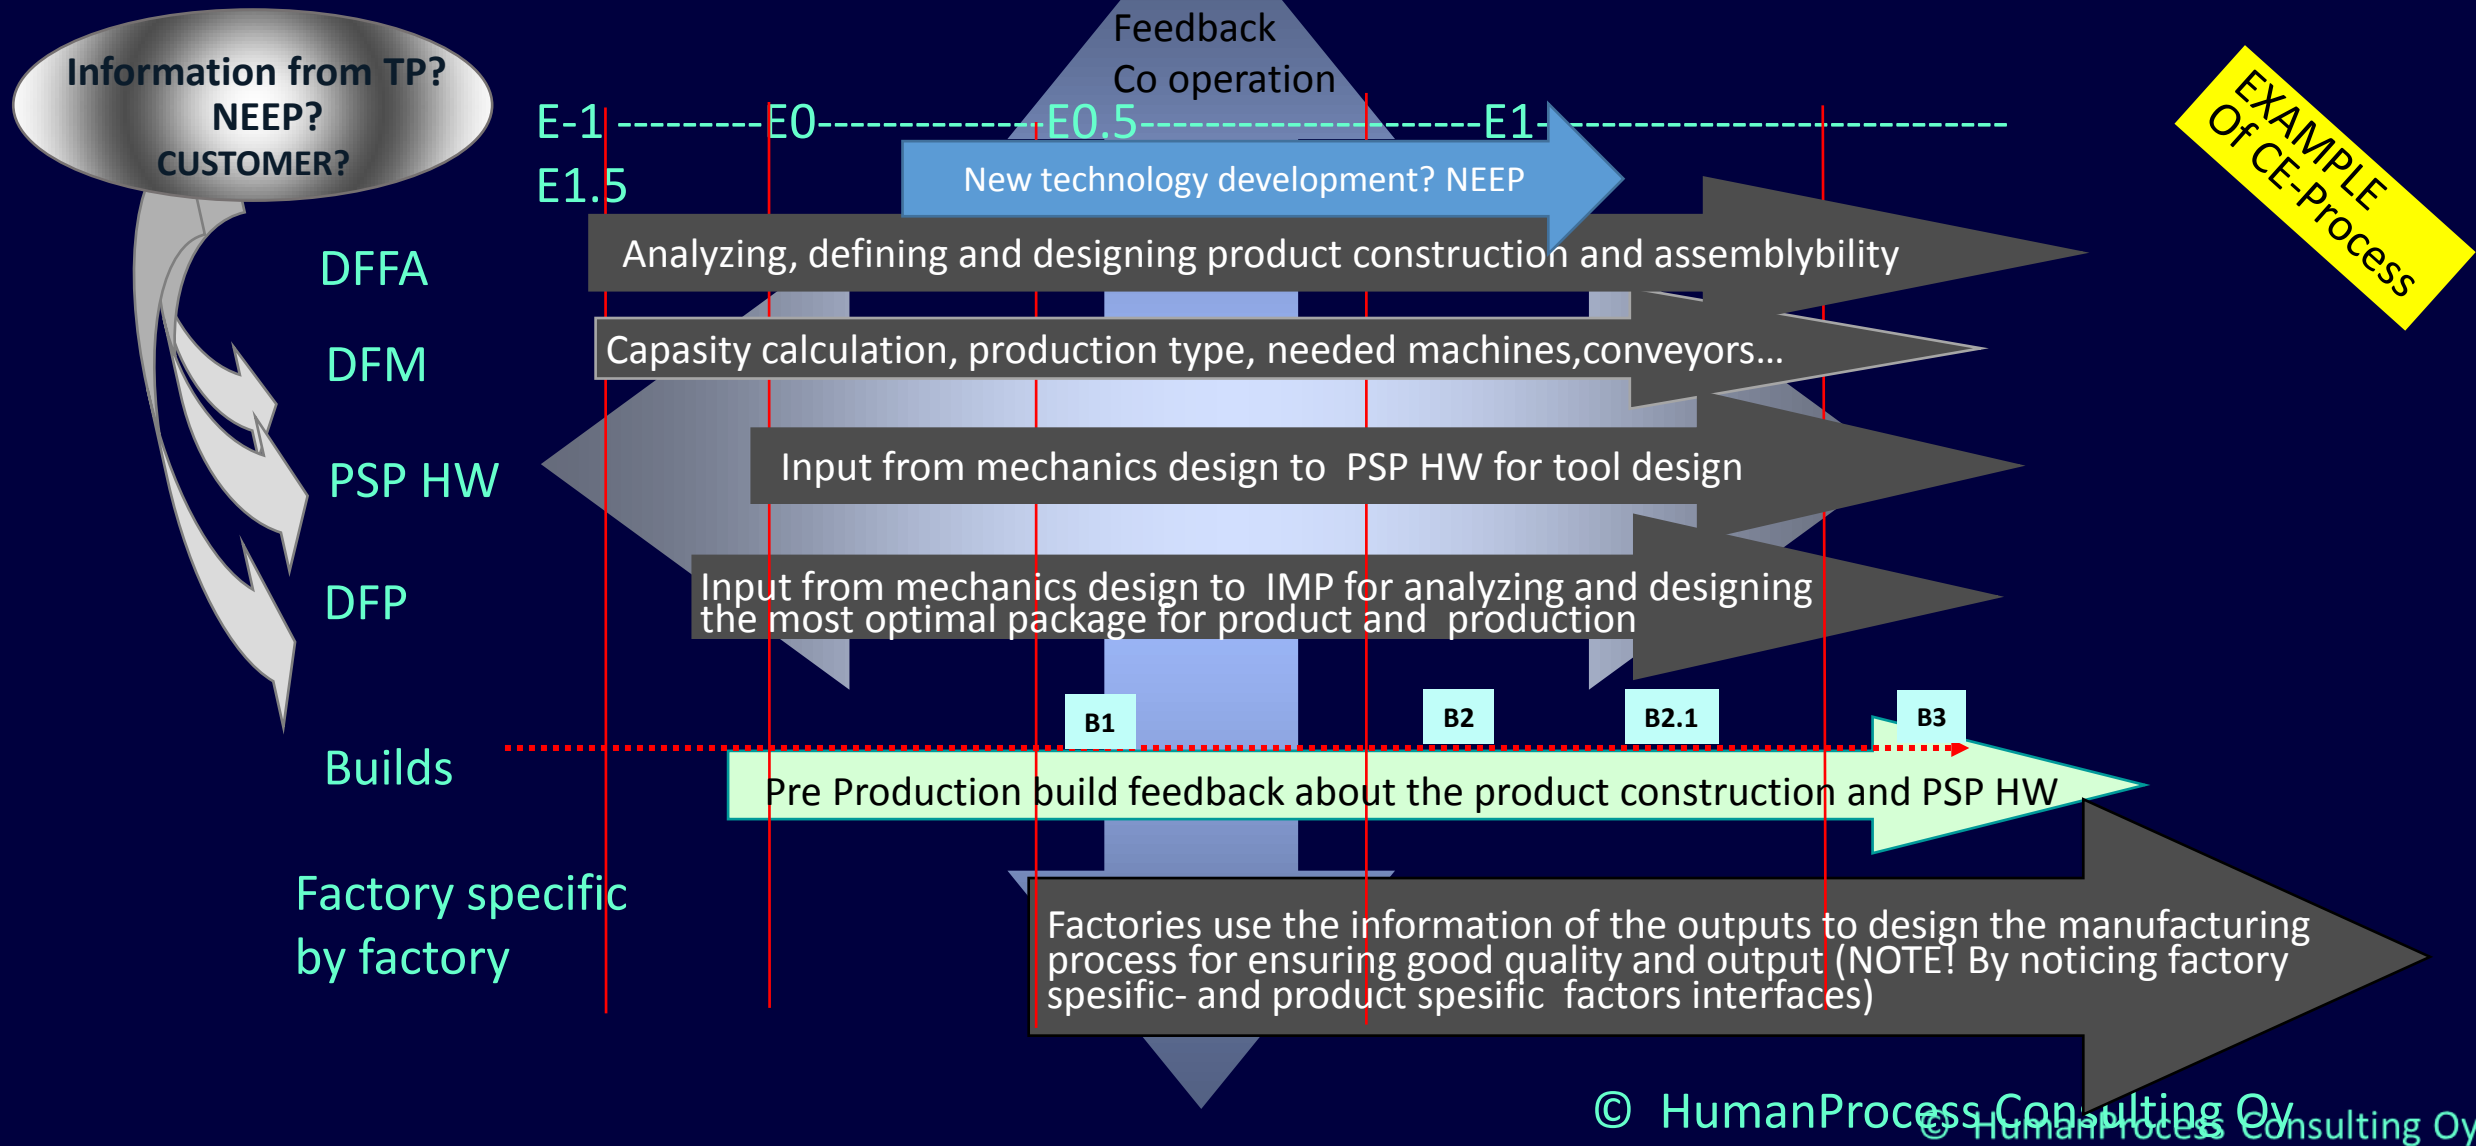 Feedback
Co operation
Information from TP?
NEEP?
CUSTOMER?
E-1 ---------E0--------------E0.5---------------------E1-----------------------------
E1.5
EXAMPLE
Of CE-Process
New technology development? NEEP
DFFA
Analyzing, defining and designing product construction and assemblybility
DFM
Capasity calculation, production type, needed machines,conveyors...
PSP HW
Input from mechanics design to  PSP HW for tool design
DFP
Input from mechanics design to  IMP for analyzing and designing
the most optimal package for product and  production
B1
B2
B2.1
B3
Builds
Pre Production build feedback about the product construction and PSP HW
Factory specific
by factory
Factories use the information of the outputs to design the manufacturing
process for ensuring good quality and output (NOTE! By noticing factory
spesific- and product spesific  factors interfaces)
©  HumanProcess Consulting Oy
©  HumanProcess Consulting Oy